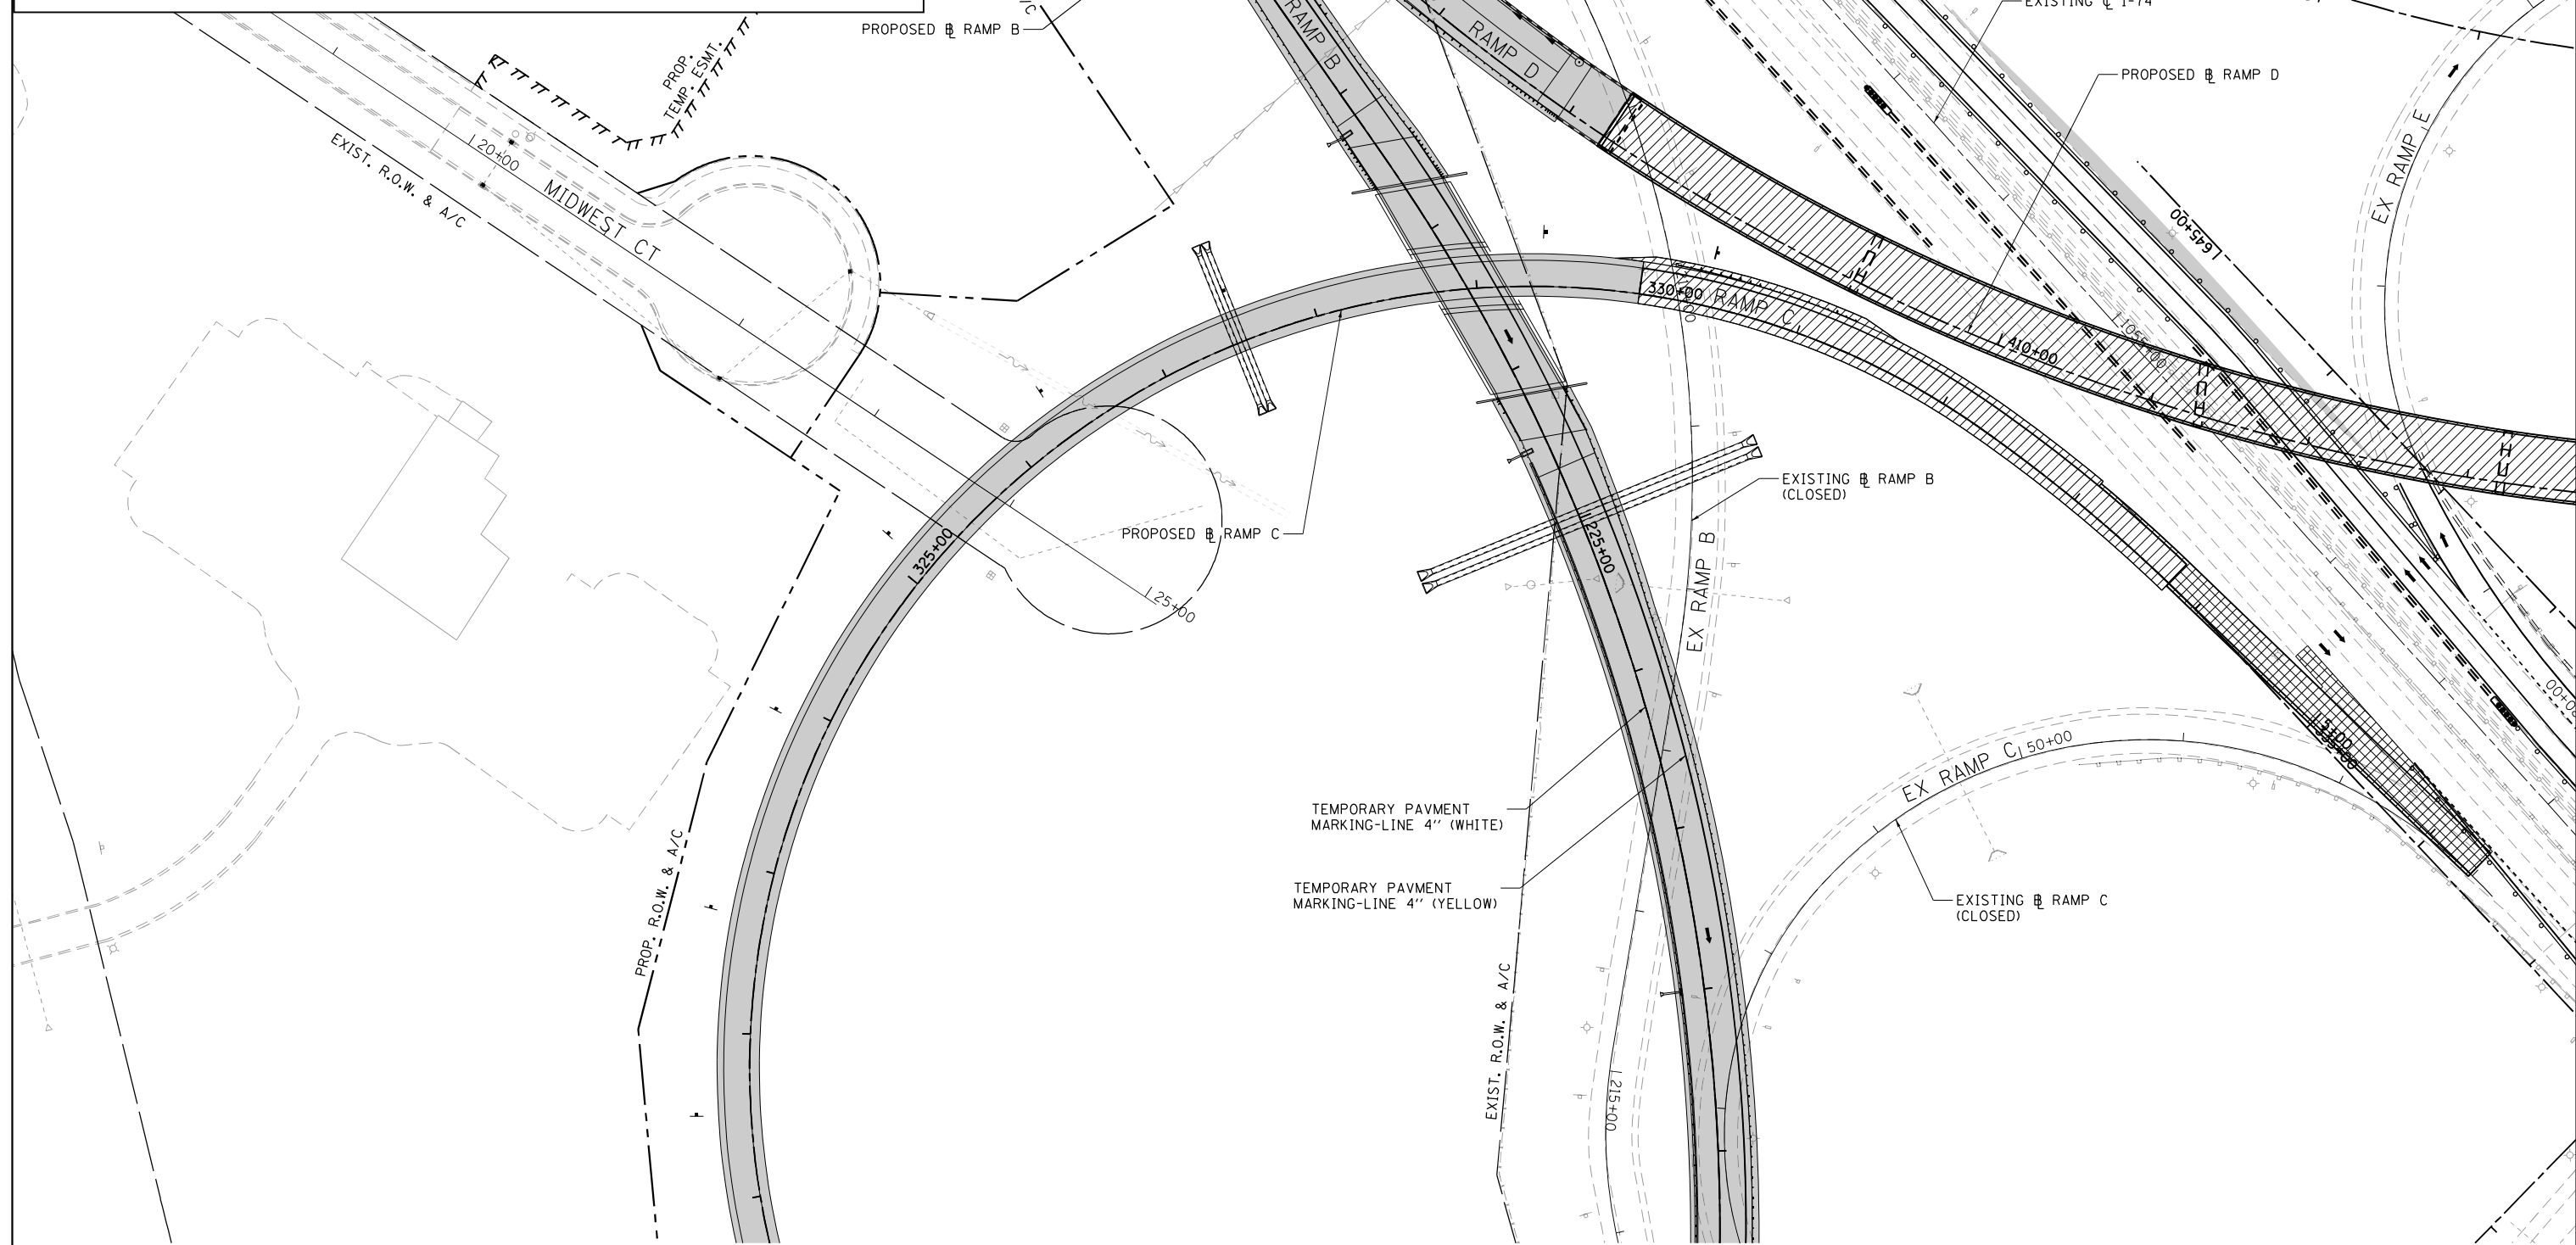 PROPOSED ℄ RAMP B
EXISTING ℄ I-74
RAMP B
RAMP D
PROP.
TEMP. ESMT.
PROPOSED ℄ RAMP D
EX RAMP E
EXIST. R.O.W. & A/C
20+00
MIDWEST CT
645+00
330+00
RAMP C
410+00
1055+00
EXISTING ℄ RAMP B
(CLOSED)
PROPOSED ℄ RAMP C
325+00
225+00
25+00
EX RAMP B
EX RAMP C
50+00
TEMPORARY PAVMENT
MARKING-LINE 4" (WHITE)
TEMPORARY PAVMENT
MARKING-LINE 4" (YELLOW)
EXISTING ℄ RAMP C
(CLOSED)
PROP. R.O.W. & A/C
EXIST. R.O.W. & A/C
215+00